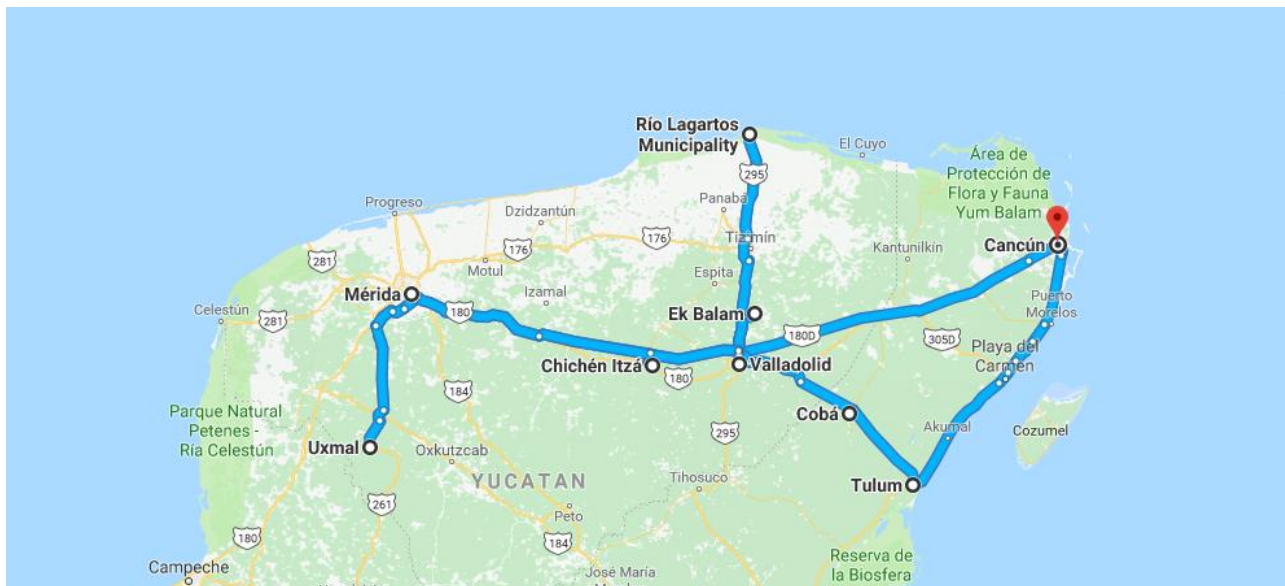 Río Lagartos
Municipality
El Cuyo
Área de
Protección de
Flora y Fauna
Yum Balam
295
Panabá
Progreso
Dzidzantún
176
Tizimín
Cancún
Kantunilkín
281
Motul
176
Espita
Celestún
Mérida
Izamal
281
180
Ek Balam
Puerto
Morelos
180D
305D
Playa del
Carmen
Chichén Itzá
180
Valladolid
184
Parque Natural
Petenes -
Ría Celestún
Cobá
Akumal
Cozumel
295
Uxmal
Oxkutzcab
Tihosuco
Tulum
YUCATAN
261
Peto
180
184
Reserva de
la Biosfera
Campeche
José María